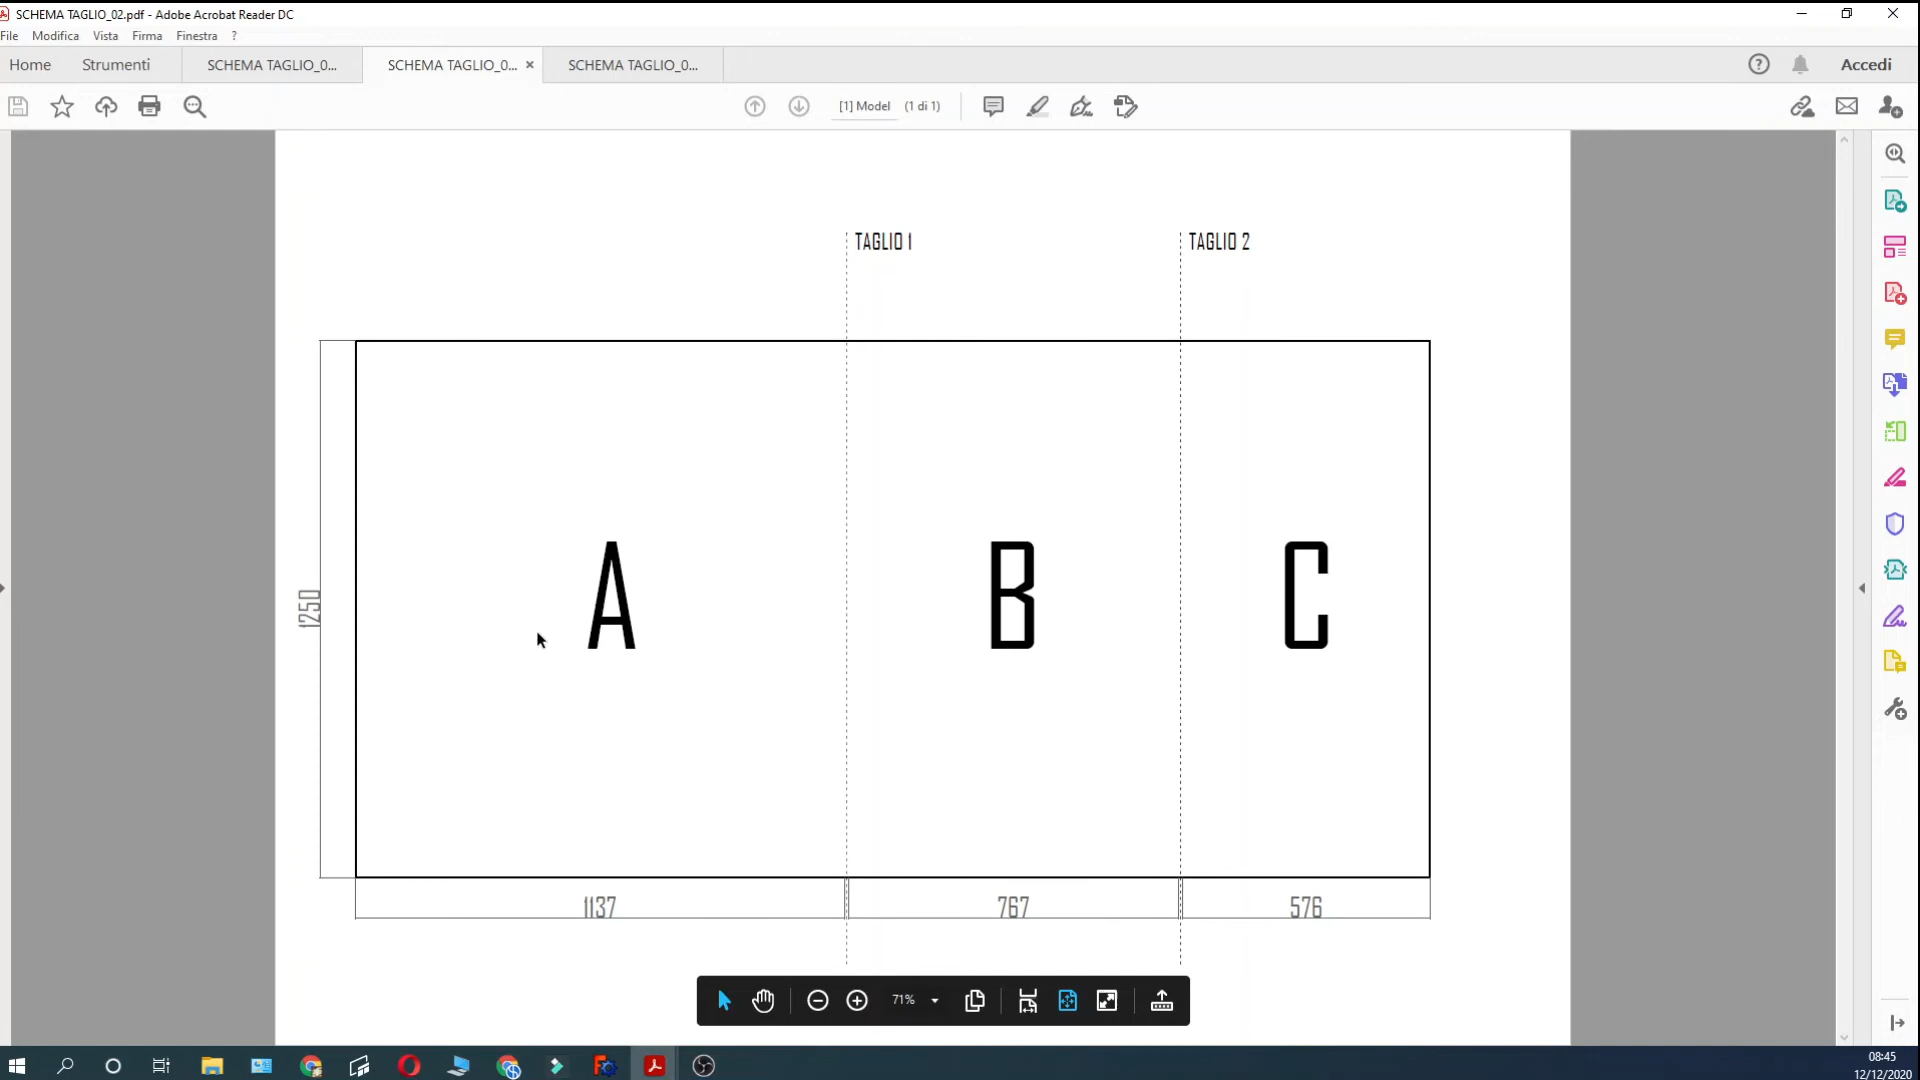 SCHEMA TAGLIO_02.pdf - Adobe Acrobat Reader DC
File Modifica Vista Firma Finestra ?
Home Strumenti SCHEMA TAGLIO_0... SCHEMA TAGLIO_0... × SCHEMA TAGLIO_0... Accedi
[1] Model (1 di 1)
TAGLIO 1 TAGLIO 2
A B C
1250
1137 767 576
71%
08:45
12/12/2020